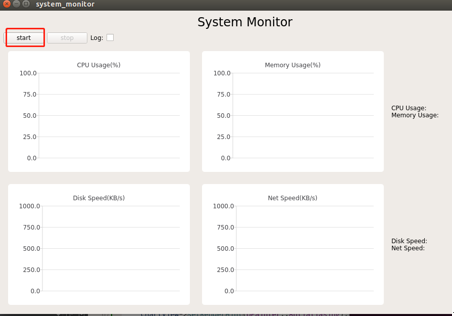 system_monitor
System Monitor
start
stop
Log:
CPU Usage(%)
100.0
75.0
50.0
25.0
0.0
Memory Usage(%)
100.0
75.0
50.0
25.0
0.0
CPU Usage:
Memory Usage:
Disk Speed(KB/s)
1000.0
750.0
500.0
250.0
0.0
Net Speed(KB/s)
1000.0
750.0
500.0
250.0
0.0
Disk Speed:
Net Speed: